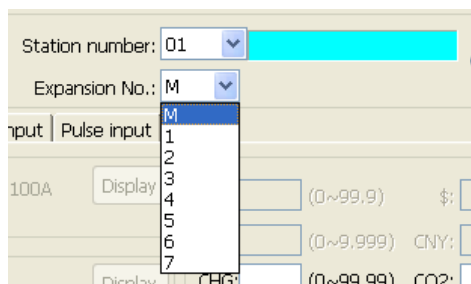 Station number: 01
Expansion No.: M
M
nput Pulse input 1
2
100A Display 3 (0~99.9) $:
4
5
6 (0~9.999) CNY:
7
Display CHG: (0~99.99) CO2: